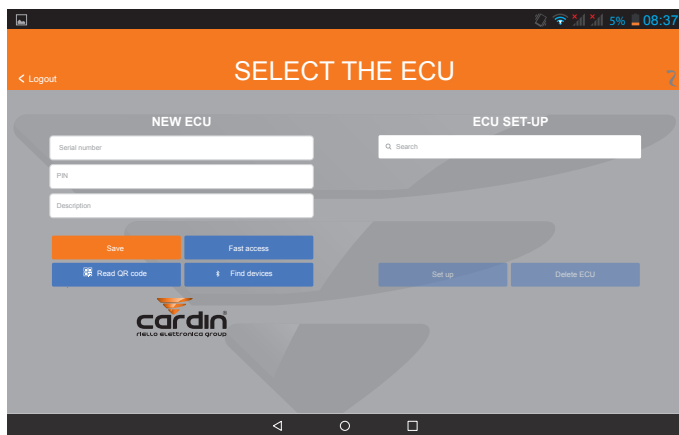 5% 08:37
Logout
SELECT THE ECU
NEW ECU
Serial number
PIN
Description
Save
Fast access
Read QR code
Find devices
cardin
riello elettronica group
ECU SET-UP
Search
Set up
Delete ECU